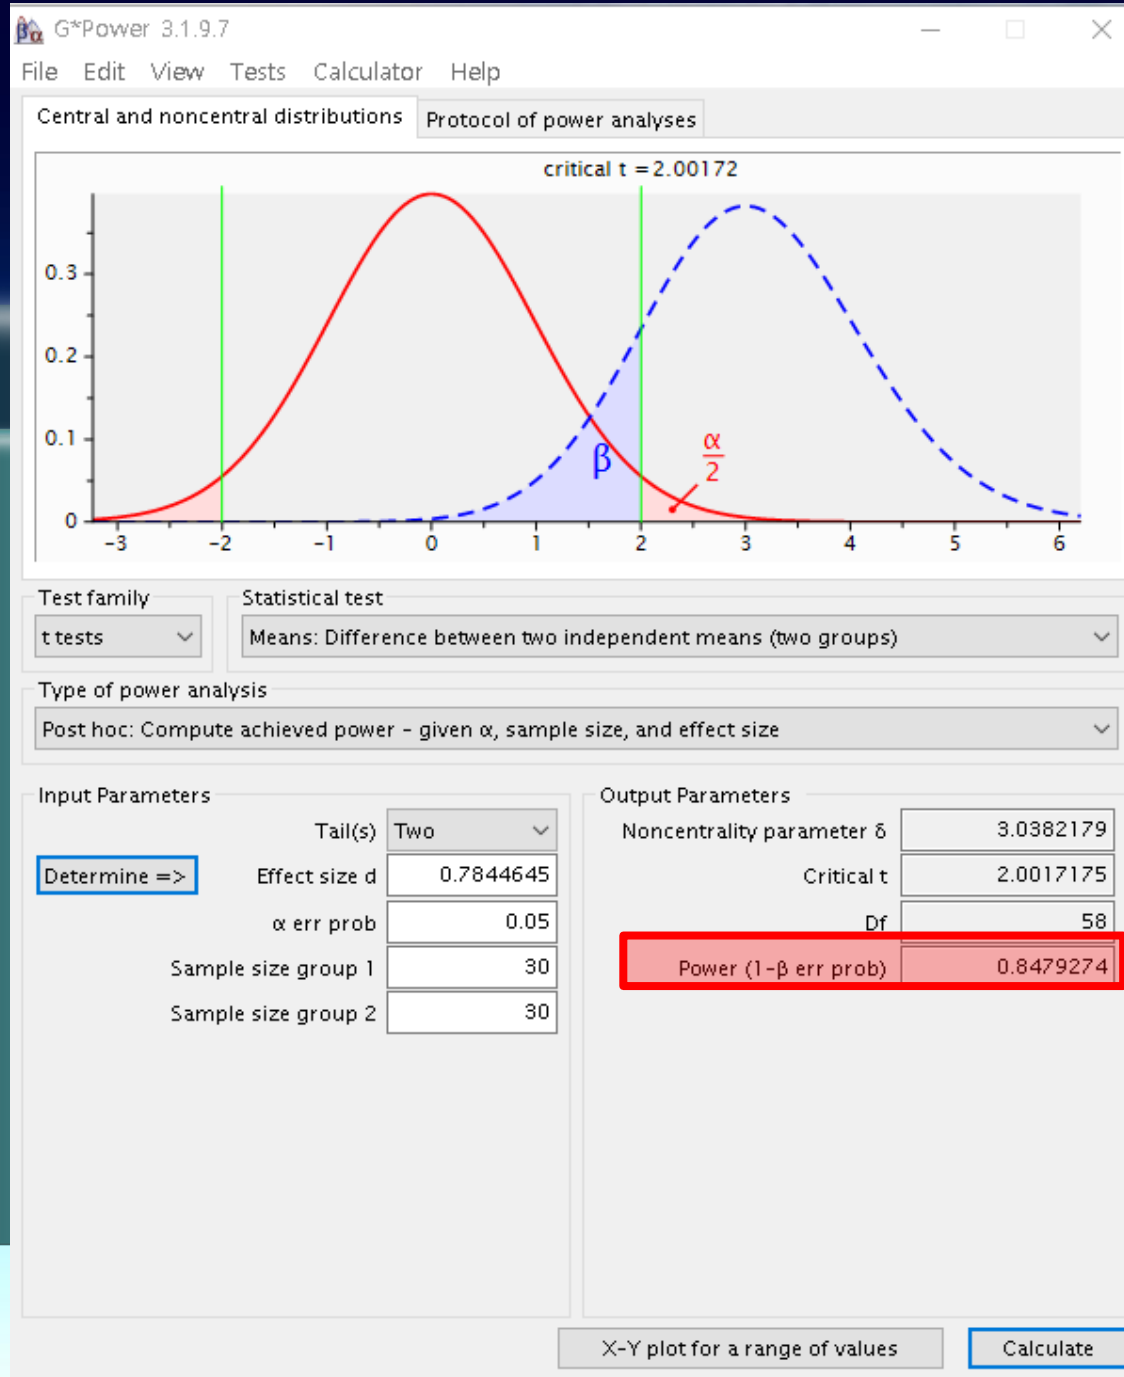 G*Power 3.1.9.7
File Edit View Tests Calculator Help
Central and noncentral distributions Protocol of power analyses
critical t = 2.00172
0.3
0.2
0.1
0
-3 -2 -1 0 1 2 3 4 5 6
β
α
2
Test family Statistical test
t tests Means: Difference between two independent means (two groups)
Type of power analysis
Post hoc: Compute achieved power - given α, sample size, and effect size
Input Parameters Output Parameters
Tail(s) Two Noncentrality parameter δ 3.0382179
Determine => Effect size d 0.7844645 Critical t 2.0017175
α err prob 0.05 Df 58
Sample size group 1 30 Power (1-β err prob) 0.8479274
Sample size group 2 30
X-Y plot for a range of values Calculate